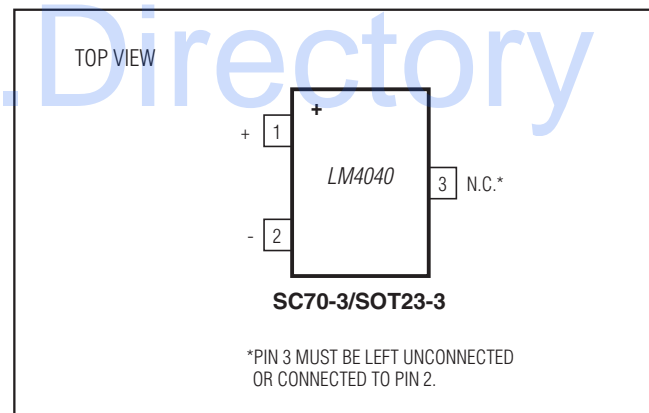 .Directory
TOP VIEW
+
+ 1
LM4040
3 N.C.*
- 2
SC70-3/SOT23-3
*PIN 3 MUST BE LEFT UNCONNECTED
OR CONNECTED TO PIN 2.